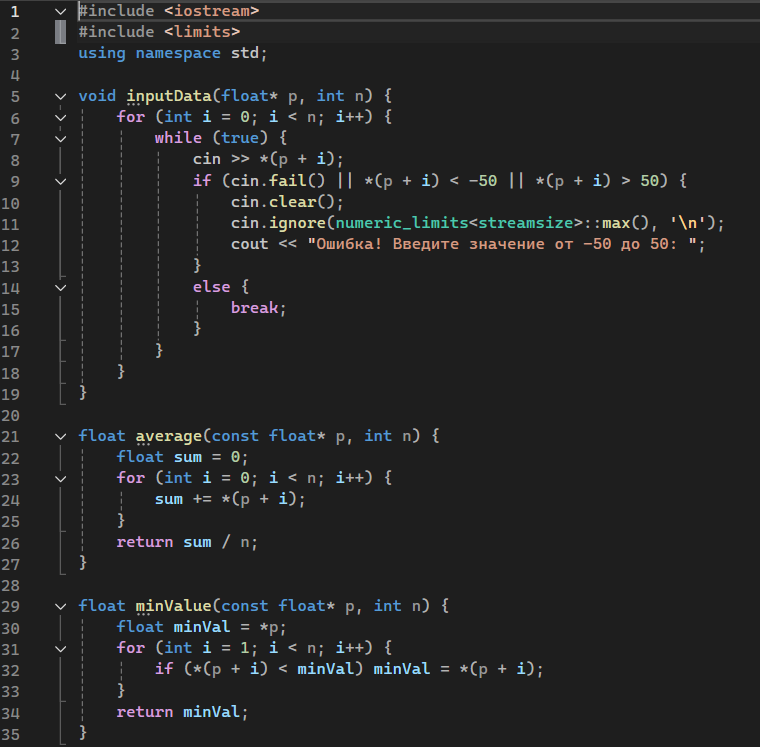 1 #include <iostream>
2 #include <limits>
3 using namespace std;
4
5 void inputData(float* p, int n) {
6     for (int i = 0; i < n; i++) {
7         while (true) {
8             cin >> *(p + i);
9             if (cin.fail() || *(p + i) < -50 || *(p + i) > 50) {
10                 cin.clear();
11                 cin.ignore(numeric_limits<streamsize>::max(), '\n');
12                 cout << "Ошибка! Введите значение от -50 до 50: ";
13             }
14             else {
15                 break;
16             }
17         }
18     }
19 }
20
21 float average(const float* p, int n) {
22     float sum = 0;
23     for (int i = 0; i < n; i++) {
24         sum += *(p + i);
25     }
26     return sum / n;
27 }
28
29 float minValue(const float* p, int n) {
30     float minVal = *p;
31     for (int i = 1; i < n; i++) {
32         if (*(p + i) < minVal) minVal = *(p + i);
33     }
34     return minVal;
35 }